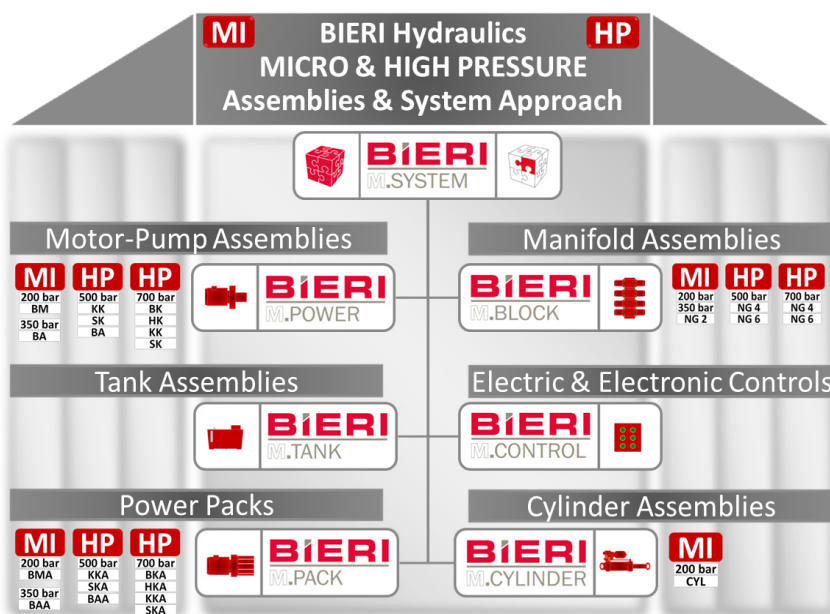 MI
BIERI Hydraulics
HP
MICRO & HIGH PRESSURE
Assemblies & System Approach
BiERI
M.SYSTEM
Motor-Pump Assemblies
MI
HP
HP
200 bar
BM
350 bar
BA
500 bar
KK
SK
BA
700 bar
BK
HK
KK
SK
BiERI
M.POWER
Manifold Assemblies
BiERI
M.BLOCK
MI
HP
HP
200 bar
350 bar
NG 2
500 bar
NG 4
NG 6
700 bar
NG 4
NG 6
Tank Assemblies
BiERI
M.TANK
Electric & Electronic Controls
BiERI
M.CONTROL
Power Packs
MI
HP
HP
200 bar
BMA
350 bar
BAA
500 bar
KKA
SKA
BAA
700 bar
BKA
HKA
KKA
SKA
BiERI
M.PACK
Cylinder Assemblies
BiERI
M.CYLINDER
MI
200 bar
CYL